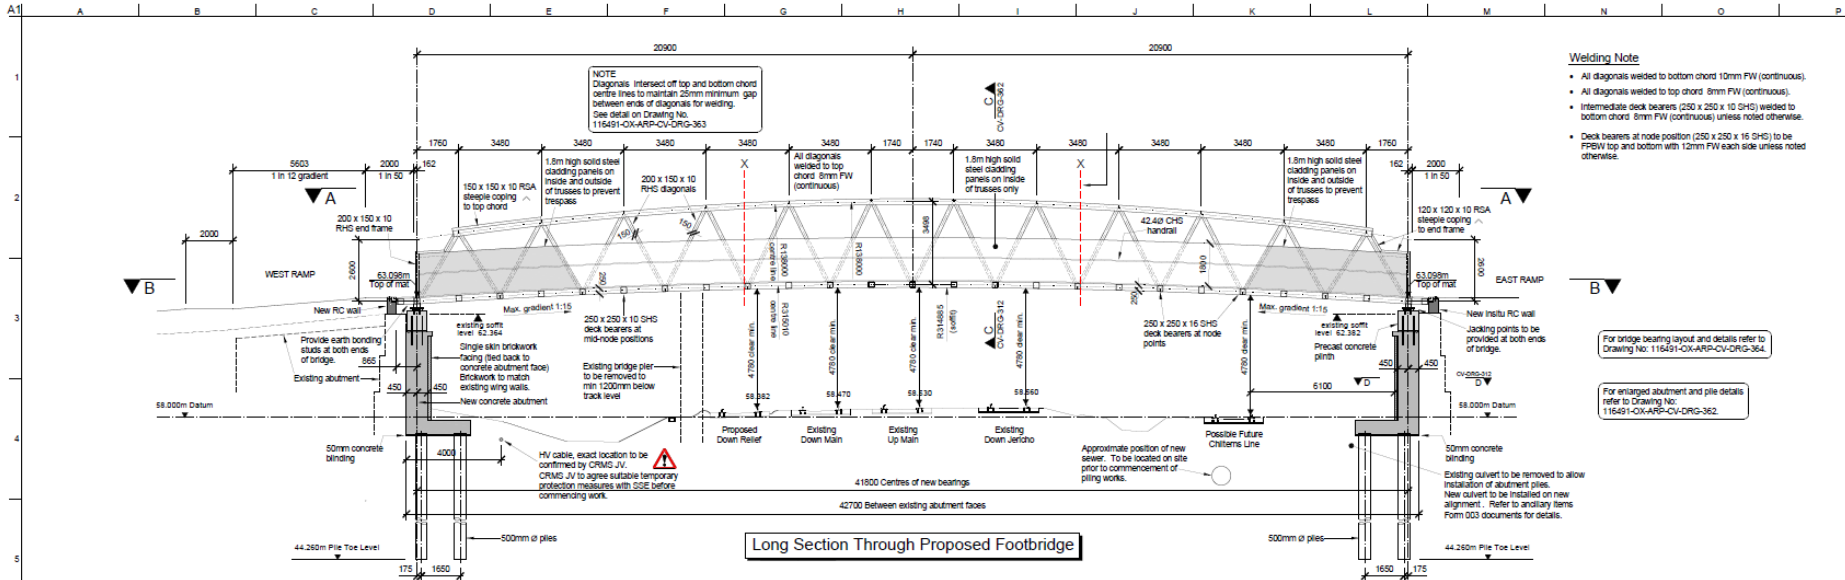 A1
A
B
C
D
E
F
G
H
I
J
K
L
M
N
O
P
20900
20900
Welding Note
• All diagonals welded to bottom chord 10mm FW (continuous).
• All diagonals welded to top chord 8mm FW (continuous).
• Intermediate deck bearers (250 x 250 x 10 SHS) welded to
bottom chord 8mm FW (continuous) unless noted otherwise.
• Deck bearers at node position (250 x 250 x 16 SHS) to be
FPBW top and bottom with 12mm FW each side unless noted
otherwise.
1
NOTE
Diagonals intersect off top and bottom chord
centre lines to maintain 25mm minimum gap
between ends of diagonals for welding.
See detail on Drawing No.
116491-OX-ARP-CV-DRG-363
C
CV-DRG-362
1760
3480
3480
3480
3480
3480
1740
1740
3480
3480
3480
3480
3480
1760
5603
1 in 12 gradient
2000
1 in 50
162
162
2000
1 in 50
A
A
2
150 x 150 x 10 RSA
steeple coping
to top chord
1.8m high solid steel
cladding panels on
inside and outside
of trusses to prevent
trespass
200 x 150 x 10
RHS diagonals
X
All diagonals
welded to top
chord 8mm FW
(continuous)
1.8m high solid
steel cladding
panels on inside
of trusses only
X
1.8m high solid steel
cladding panels on
inside and outside
of trusses to prevent
trespass
120 x 120 x 10 RSA
steeple coping
to end frame
200 x 150 x 10
RHS end frame
2000
150
150
42.4Ø CHS
handrail
3496
R138000
centre line
R138000
1800
2600
2600
WEST RAMP
63.098m
Top of mat
63.098m
Top of mat
EAST RAMP
B
B
250
250
3
New RC wall
Max. gradient 1:15
Max. gradient 1:15
existing soffit
level 62.364
250 x 250 x 10 SHS
deck bearers at
mid-node positions
R315010
centre line
R314885
(soffit)
C
CV-DRG-312
250 x 250 x 16 SHS
deck bearers at node
points
existing soffit
level 62.382
New insitu RC wall
Jacking points to be
provided at both ends
of bridge.
Precast concrete
plinth
Provide earth bonding
studs at both ends
of bridge.
865
Existing abutment
Single skin brickwork
facing (tied back to
concrete abutment face)
Brickwork to match
existing wing walls.
New concrete abutment
Existing bridge pier
to be removed to
min 1200mm below
track level
4780 clear min.
4780 clear min.
4780 clear min.
4780 clear min.
4780 clear min.
For bridge bearing layout and details refer to
Drawing No: 116491-OX-ARP-CV-DRG-364.
450
450
450
450
6100
D
CV-DRG-312
D
For enlarged abutment and pile details
refer to Drawing No:
116491-OX-ARP-CV-DRG-362.
58.000m Datum
58.382
58.470
58.530
58.560
58.000m Datum
4
Proposed
Down Relief
Existing
Down Main
Existing
Up Main
Existing
Down Jericho
Possible Future
Chilterns Line
50mm concrete
blinding
4000
HV cable, exact location to be
confirmed by CRMS JV.
CRMS JV to agree suitable temporary
protection measures with SSE before
commencing work.
Approximate position of new
sewer. To be located on site
prior to commencement of
piling works.
50mm concrete
blinding
Existing culvert to be removed to allow
installation of abutment piles.
New culvert to be installed on new
alignment . Refer to ancillary items
Form 003 documents for details.
41800 Centres of new bearings
42700 Between existing abutment faces
500mm Ø piles
Long Section Through Proposed Footbridge
500mm Ø piles
44.260m Pile Toe Level
44.260m Pile Toe Level
5
175
1650
1650
175